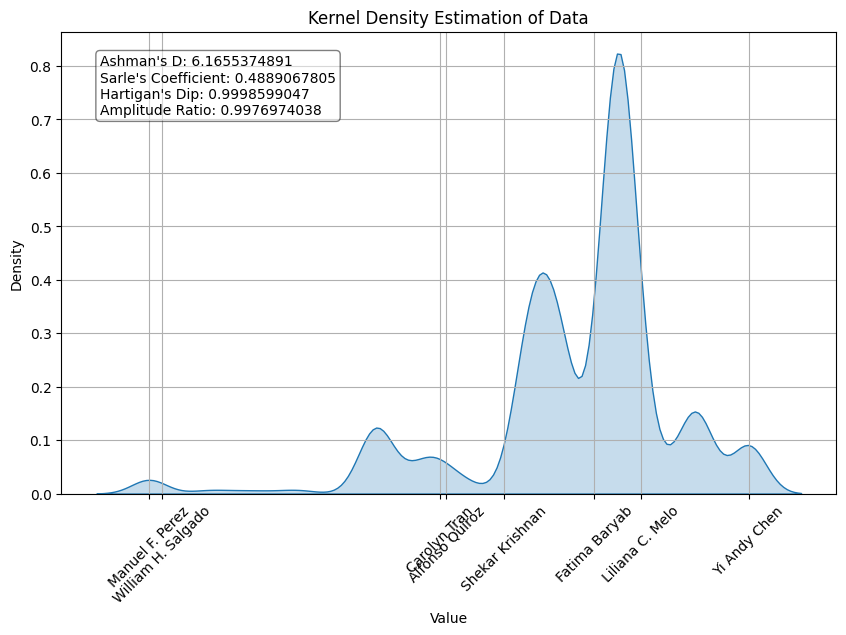 Kernel Density Estimation of Data
Ashman's D: 6.1655374891
Sarle's Coefficient: 0.4889067805
Hartigan's Dip: 0.9998599047
Amplitude Ratio: 0.9976974038
Density
0.8
0.7
0.6
0.5
0.4
0.3
0.2
0.1
0.0
Manuel F. Perez
William H. Salgado
Carolyn Tran
Alfonso Quiroz
Shekar Krishnan
Fatima Baryab
Liliana C. Melo
Yi Andy Chen
Value